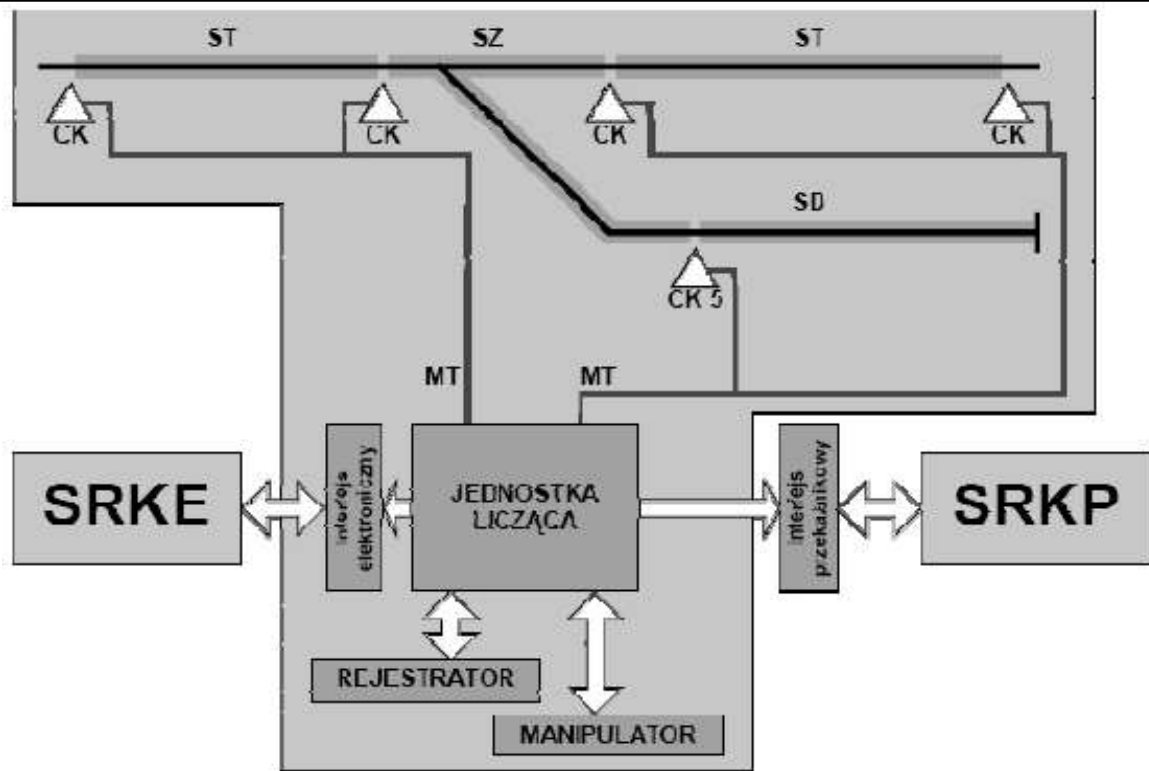 ST SZ ST
CK CK CK CK
SD
CK 5
MT MT
SRKE
Interfejs
elektroniczny
JEDNOSTKA
LICZĄCA
Interfejs
przekaźnikowy
SRKP
REJESTRATOR
MANIPULATOR